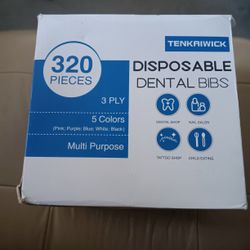 TENKRIWICK
320
PIECES
DISPOSABLE
DENTAL BIBS
3 PLY
5 Colors
(Pink; Purple; Blue; White; Black)
Multi Purpose
DENTAL SHOP
NAIL SALON
TATTOO SHOP
CHILD EATING